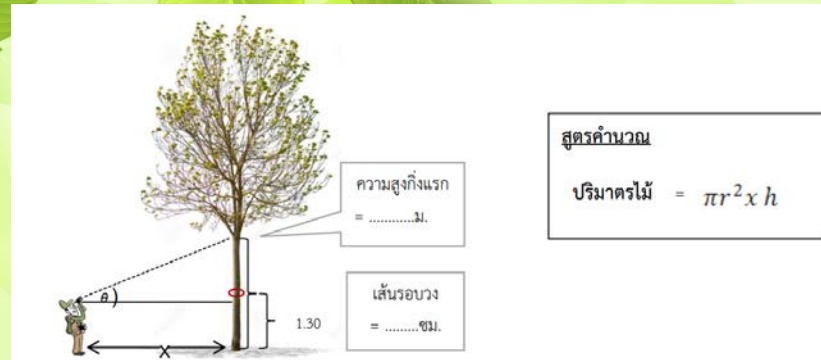 ความสูงกิ่งแรก
= ............ม.
เส้นรอบวง
= .........ซม.
1.30
θ
X
สูตรคำนวณ
ปริมาตรไม้ = πr²x h